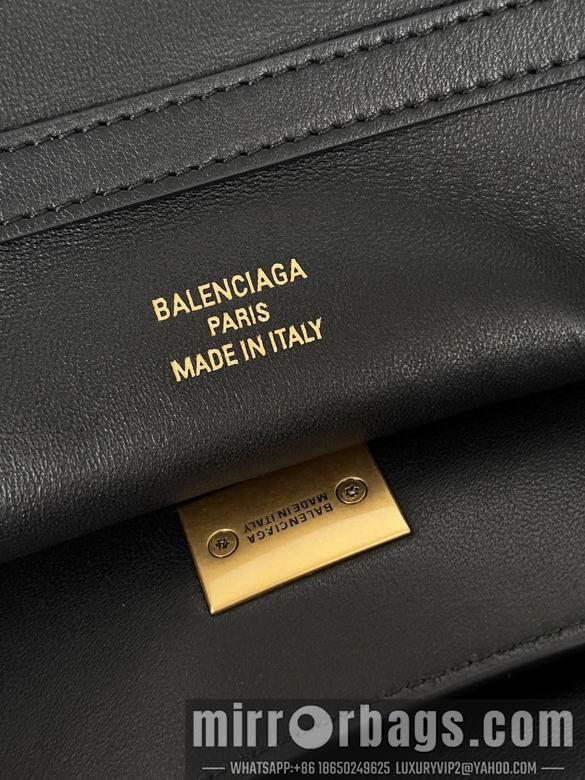 BALENCIAGA
PARIS
MADE IN ITALY
BALENCIAGA
MADE IN ITALY
mirrorbags.com
WHATSAPP:+86 18650249625 LUXURYVIP2@YAHOO.COM